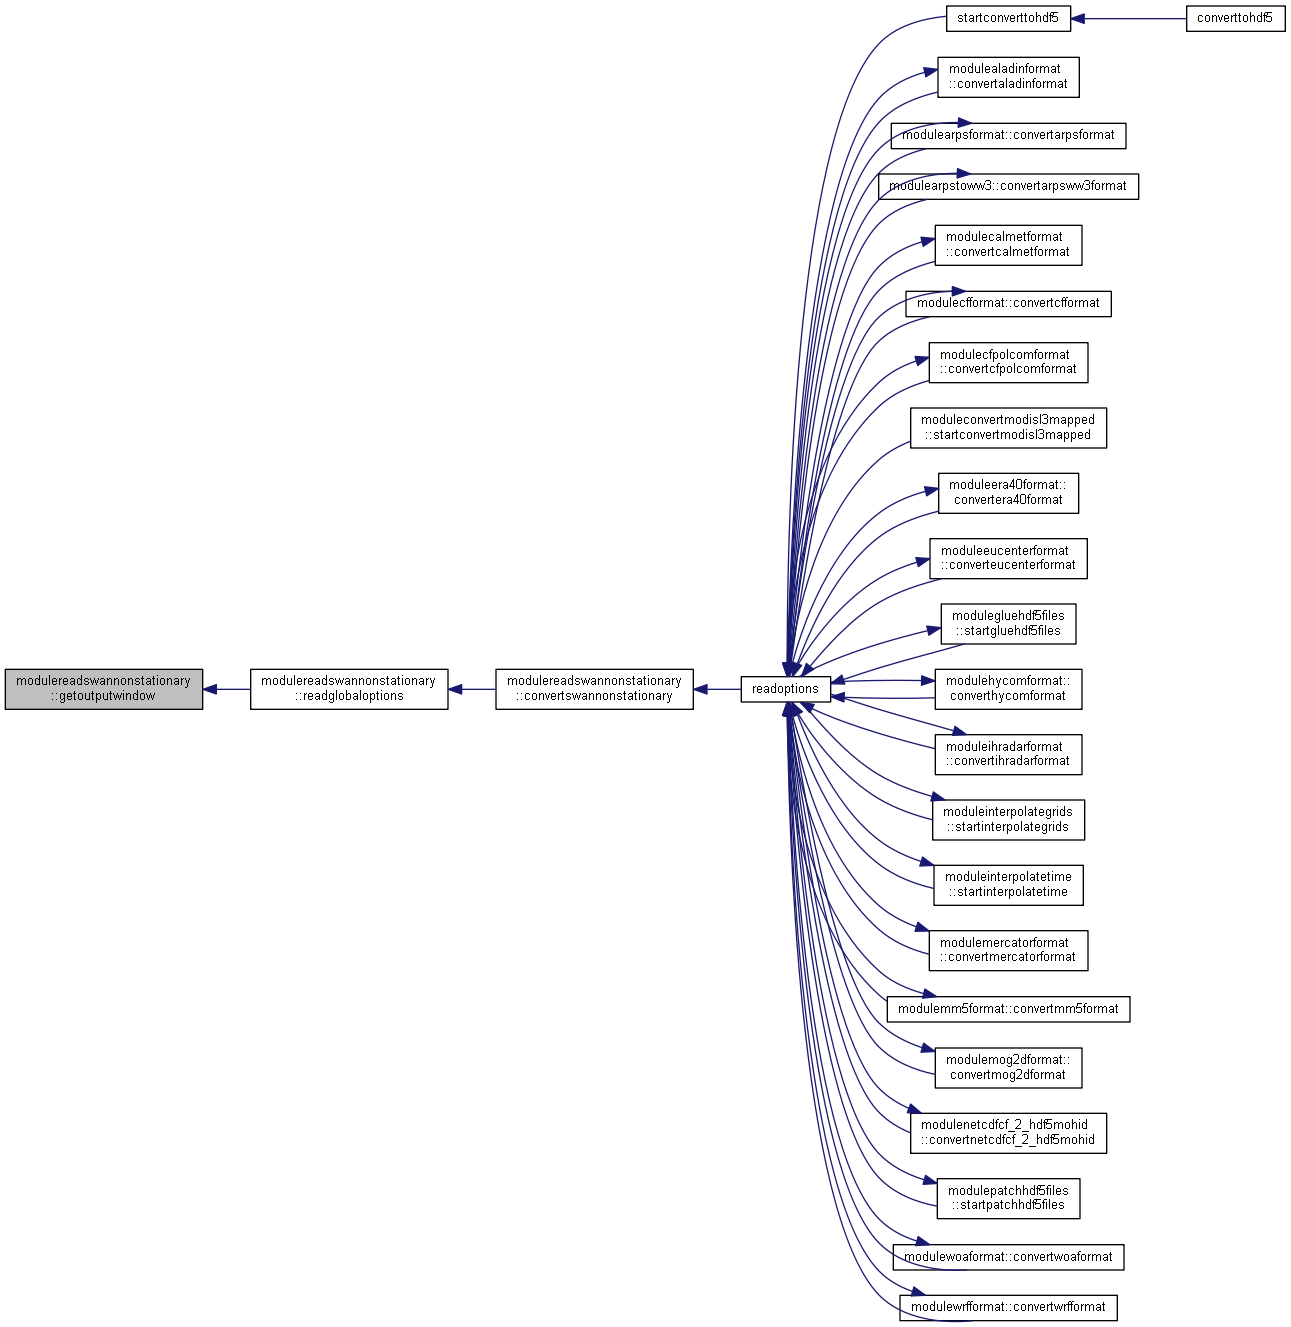 startconverttohdf5
converttohdf5
modulealadinformat
::convertaladinformat
modulearpsformat::convertarpsformat
modulearpstoww3::convertarpsww3format
modulecalmetformat
::convertcalmetformat
modulecfformat::convertcfformat
modulecfpolcomformat
::convertcfpolcomformat
moduleconvertmodisl3mapped
::startconvertmodisl3mapped
moduleera40format::
convertera40format
moduleeucenterformat
::converteucenterformat
modulegluehdf5files
::startgluehdf5files
modulereadswannonstationary
::getoutputwindow
modulereadswannonstationary
::readglobaloptions
modulereadswannonstationary
::convertswannonstationary
readoptions
modulehycomformat::
converthycomformat
moduleihradarformat
::convertihradarformat
moduleinterpolategrids
::startinterpolategrids
moduleinterpolatetime
::startinterpolatetime
modulemercatorformat
::convertmercatorformat
modulemm5format::convertmm5format
modulemog2dformat::
convertmog2dformat
modulenetcdfcf_2_hdf5mohid
::convertnetcdfcf_2_hdf5mohid
modulepatchhdf5files
::startpatchhdf5files
modulewoaformat::convertwoaformat
modulewrfformat::convertwrfformat